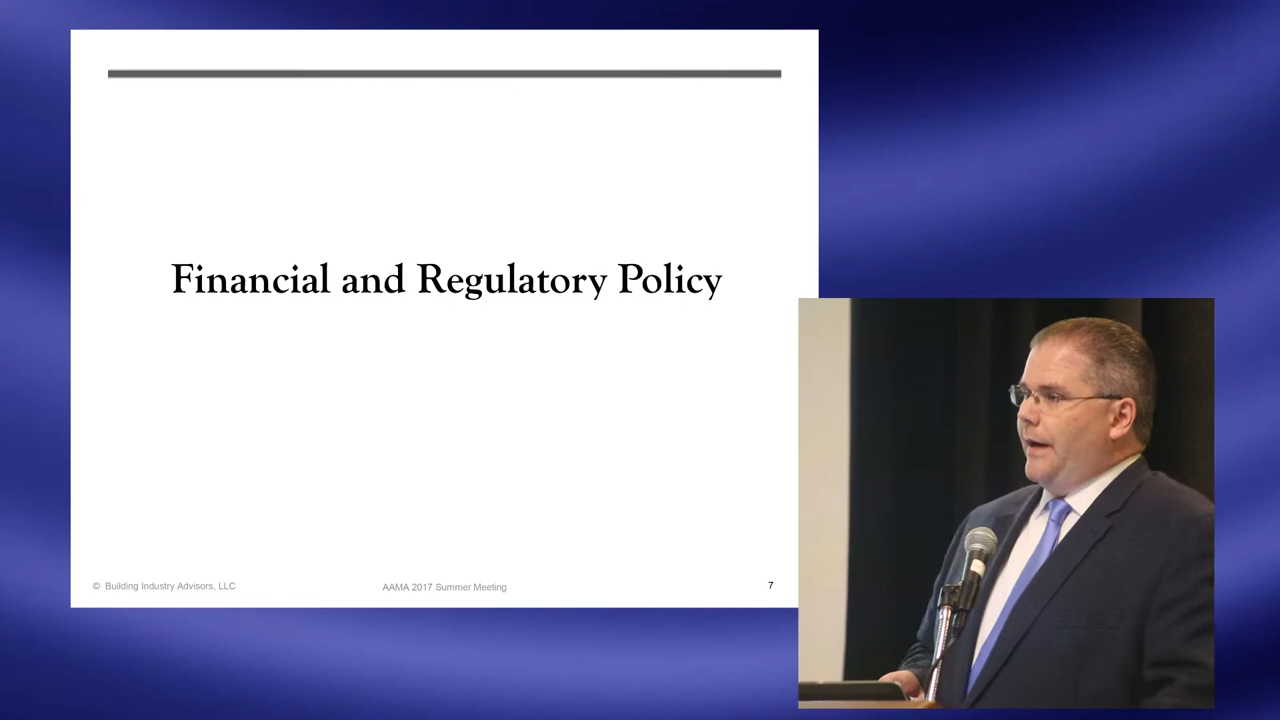 Financial and Regulatory Policy
© Building Industry Advisors, LLC
AAMA 2017 Summer Meeting
7